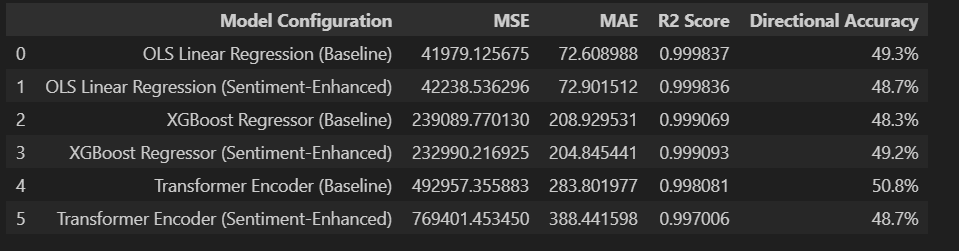 Model Configuration MSE MAE R2 Score Directional Accuracy
0 OLS Linear Regression (Baseline) 41979.125675 72.608988 0.999837 49.3%
1 OLS Linear Regression (Sentiment-Enhanced) 42238.536296 72.901512 0.999836 48.7%
2 XGBoost Regressor (Baseline) 239089.770130 208.929531 0.999069 48.3%
3 XGBoost Regressor (Sentiment-Enhanced) 232990.216925 204.845441 0.999093 49.2%
4 Transformer Encoder (Baseline) 492957.355883 283.801977 0.998081 50.8%
5 Transformer Encoder (Sentiment-Enhanced) 769401.453450 388.441598 0.997006 48.7%